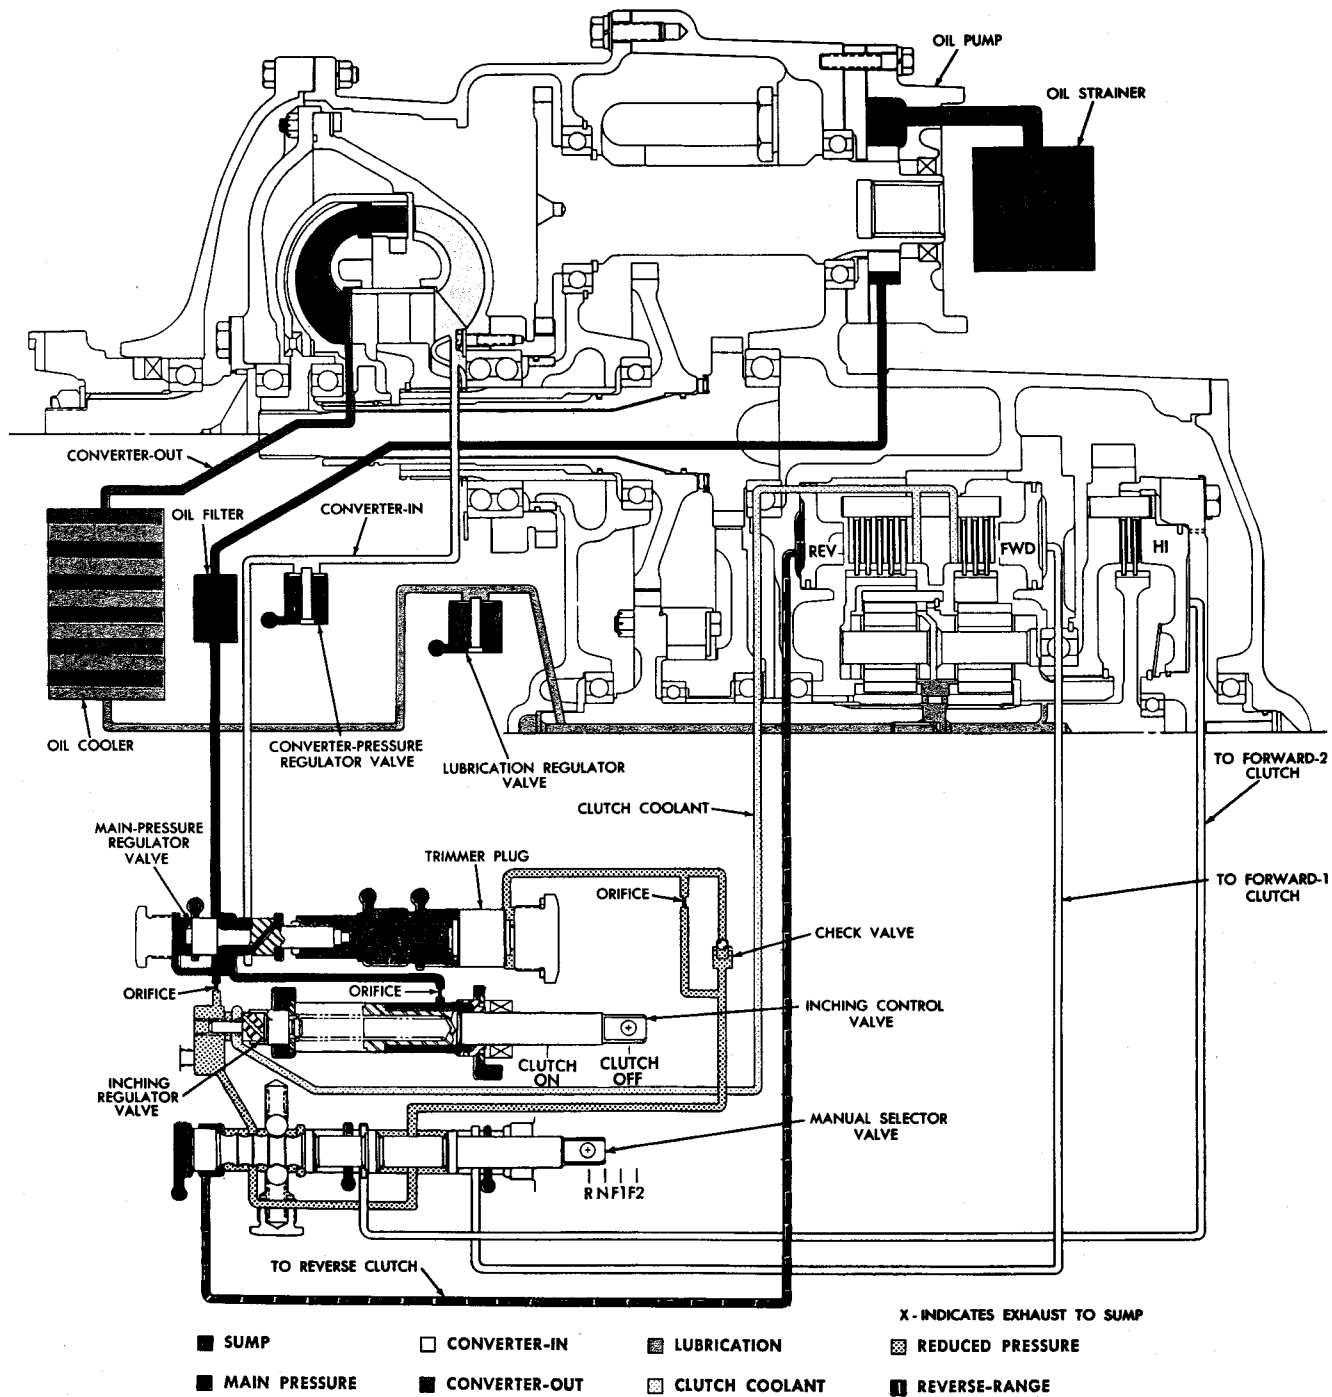 OIL PUMP
OIL STRAINER
CONVERTER-OUT
OIL FILTER
CONVERTER-IN
REV
FWD
HI
OIL COOLER
CONVERTER-PRESSURE
REGULATOR VALVE
LUBRICATION REGULATOR
VALVE
TO FORWARD-2
CLUTCH
CLUTCH COOLANT
MAIN-PRESSURE
REGULATOR
VALVE
TRIMMER PLUG
ORIFICE
TO FORWARD-1
CLUTCH
CHECK VALVE
ORIFICE
ORIFICE
INCHING CONTROL
VALVE
CLUTCH
ON
CLUTCH
OFF
INCHING
REGULATOR
VALVE
MANUAL SELECTOR
VALVE
R N F1 F2
TO REVERSE CLUTCH
X - INDICATES EXHAUST TO SUMP
SUMP
CONVERTER-IN
LUBRICATION
REDUCED PRESSURE
MAIN PRESSURE
CONVERTER-OUT
CLUTCH COOLANT
REVERSE-RANGE